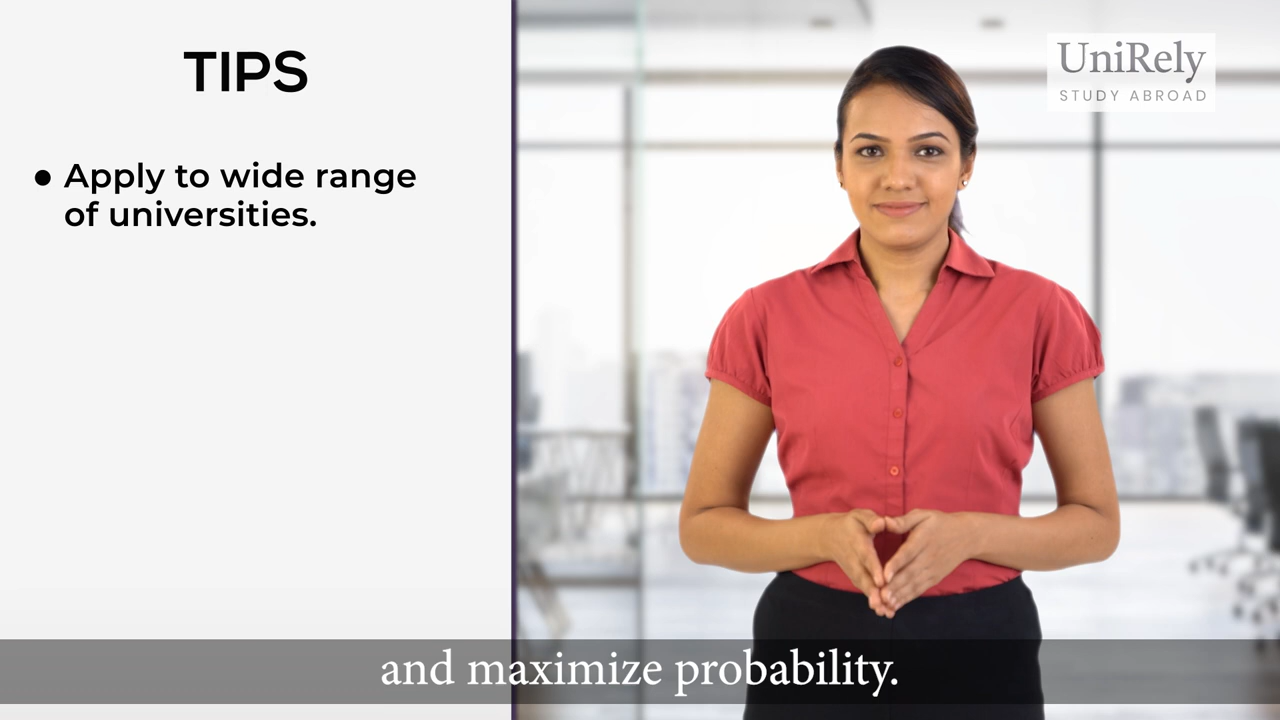 TIPS
● Apply to wide range
of universities.
UniRely
STUDY ABROAD
and maximize probability.